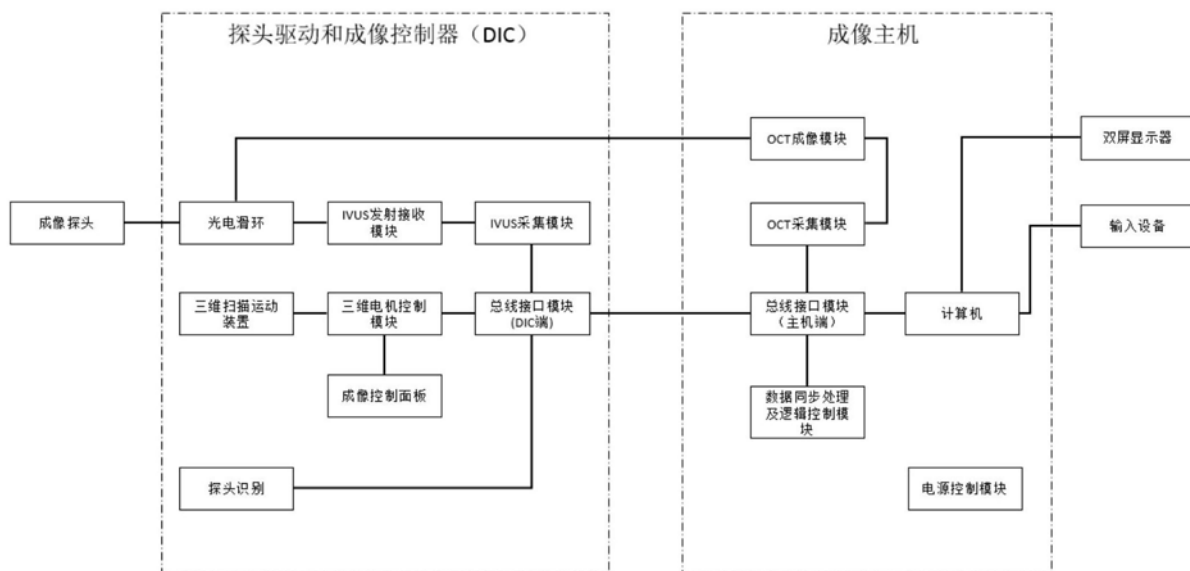 探头驱动和成像控制器（DIC）
成像主机
OCT成像模块
双屏显示器
成像探头
光电滑环
IVUS发射接收
模块
IVUS采集模块
OCT采集模块
输入设备
三维扫描运动
装置
三维电机控制
模块
总线接口模块
(DIC端)
总线接口模块
（主机端）
计算机
成像控制面板
数据同步处理
及逻辑控制模
块
探头识别
电源控制模块